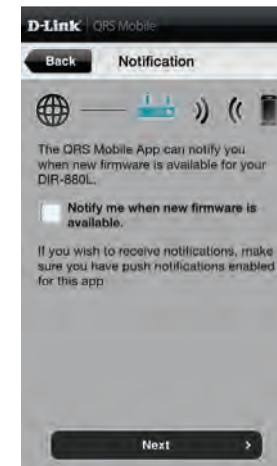 D-Link QRS Mobile
Back Notification
The QRS Mobile App can notify you
when new firmware is available for your
DIR-880L.
Notify me when new firmware is
available.
If you wish to receive notifications, make
sure you have push notifications enabled
for this app
Next